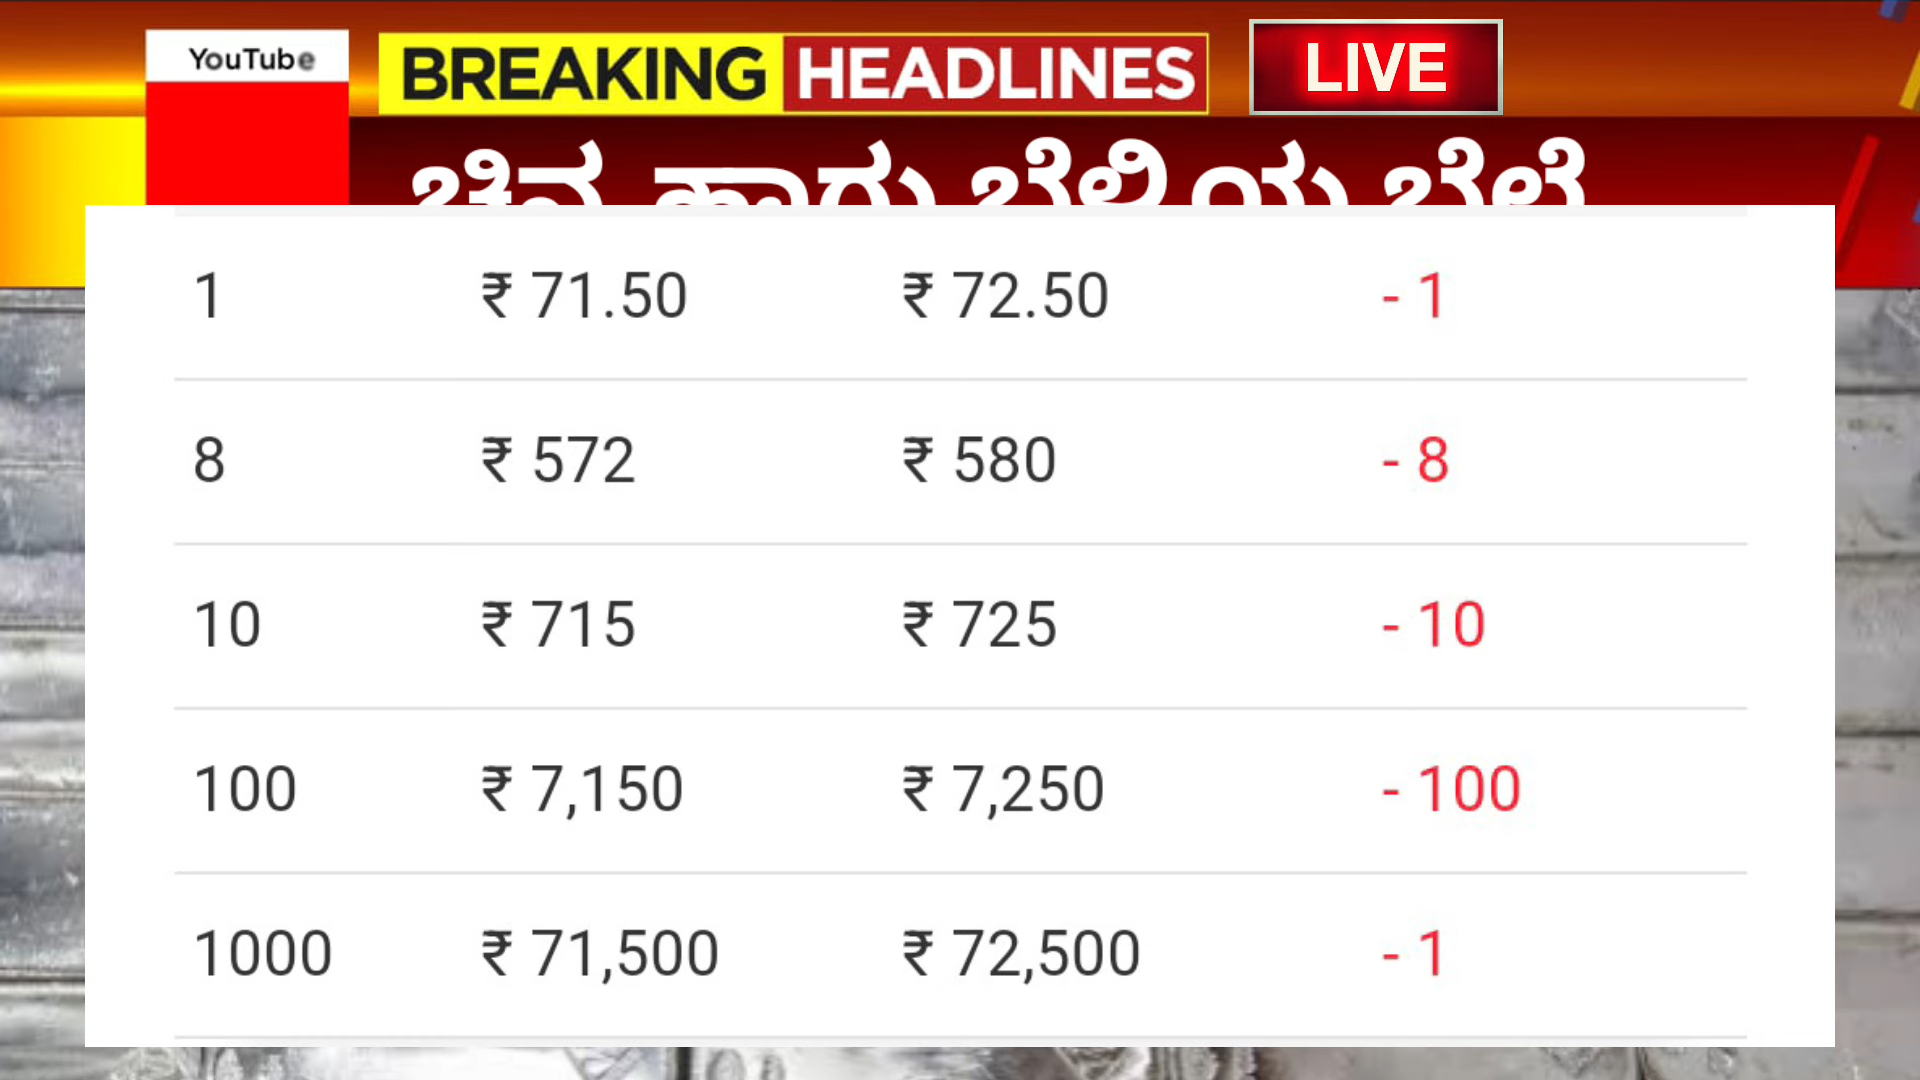 YouTube
BREAKING HEADLINES
LIVE
ಚಿನ್ನ ಹಾಗು ಬೆಳ್ಳಿಯ ಬೆಲೆ
1 ₹ 71.50 ₹ 72.50 - 1
8 ₹ 572 ₹ 580 - 8
10 ₹ 715 ₹ 725 - 10
100 ₹ 7,150 ₹ 7,250 - 100
1000 ₹ 71,500 ₹ 72,500 - 1